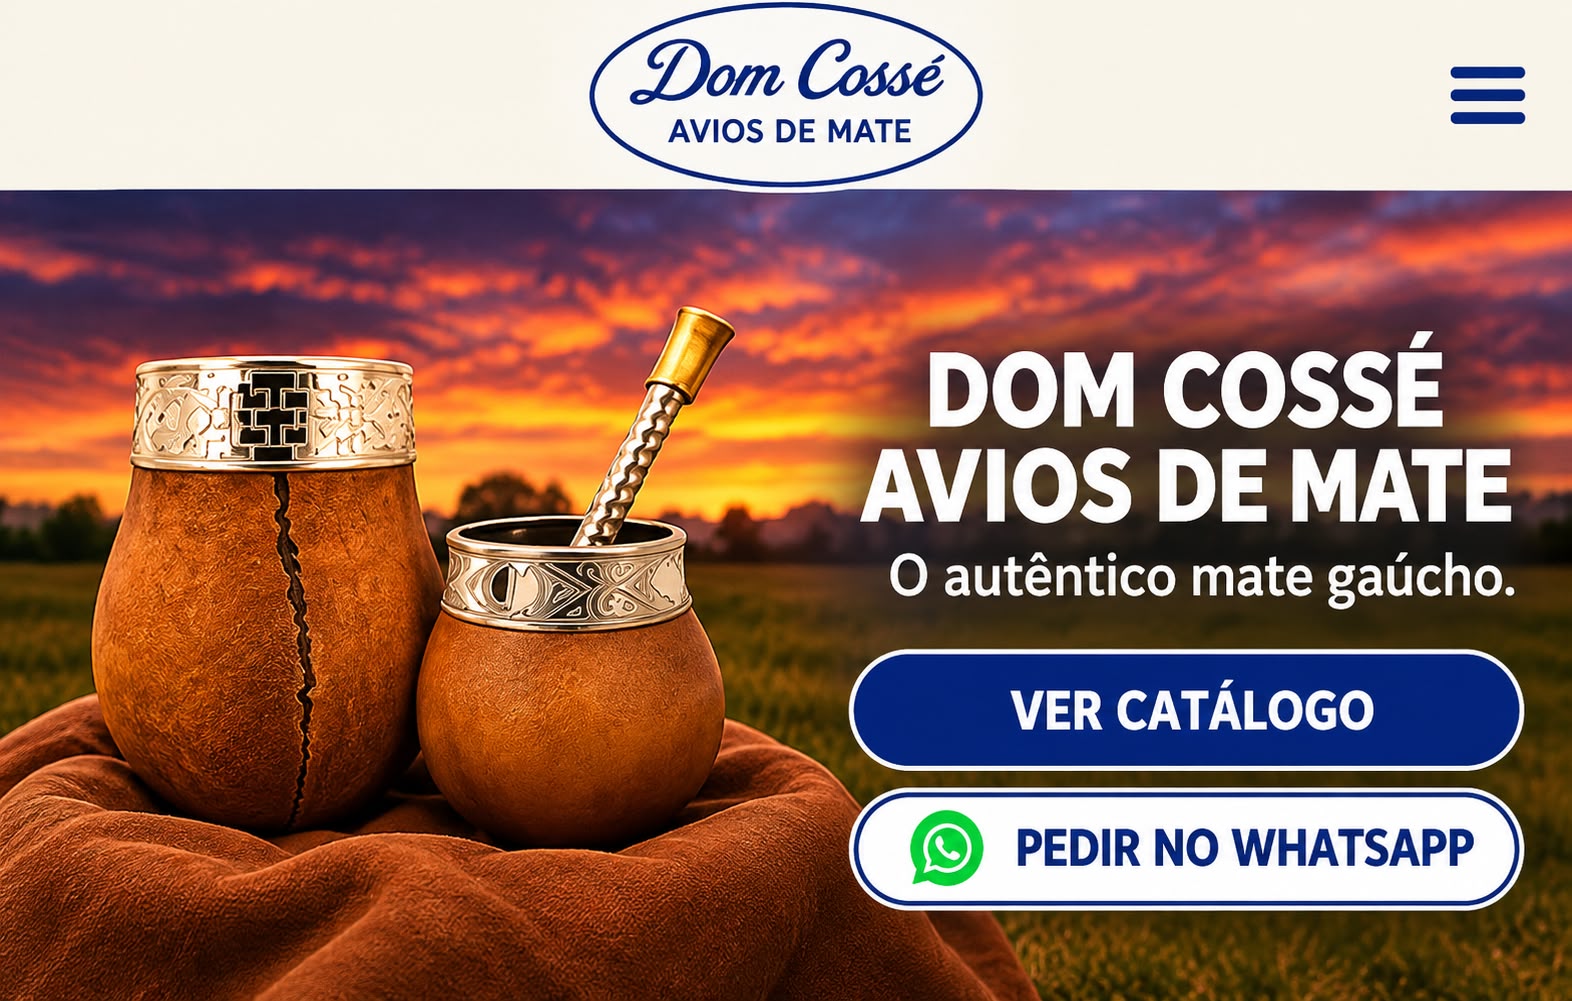 Dom Cossé
AVIOS DE MATE
DOM COSSÉ
AVIOS DE MATE
O autêntico mate gaúcho.
VER CATÁLOGO
PEDIR NO WHATSAPP